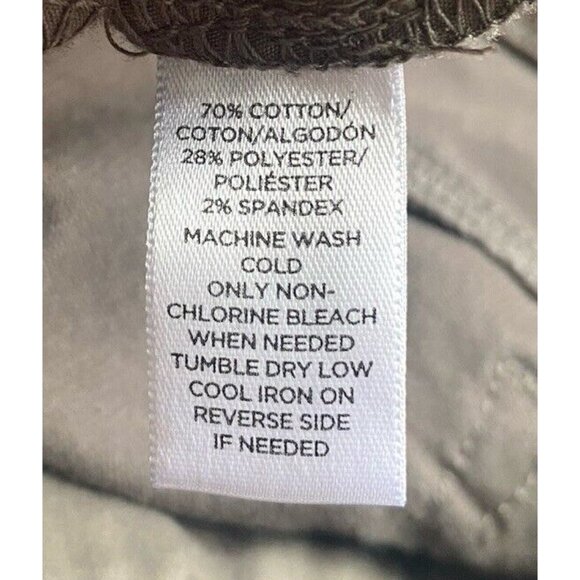 70% COTTON/
COTON/ALGODÓN
28% POLYESTER/
POLIÉSTER
2% SPANDEX
MACHINE WASH
COLD
ONLY NON-
CHLORINE BLEACH
WHEN NEEDED
TUMBLE DRY LOW
COOL IRON ON
REVERSE SIDE
IF NEEDED